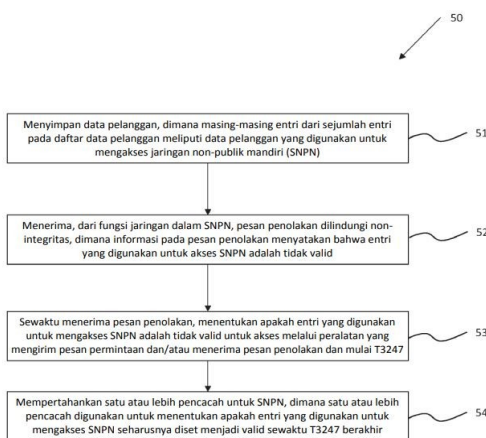 50
Menyimpan data pelanggan, dimana masing-masing entri dari sejumlah entri
pada daftar data pelanggan meliputi data pelanggan yang digunakan untuk
mengakses jaringan non-publik mandiri (SNPN)
51
Menerima, dari fungsi jaringan dalam SNPN, pesan penolakan dilindungi non-
integritas, dimana informasi pada pesan penolakan menyatakan bahwa entri
yang digunakan untuk akses SNPN adalah tidak valid
52
Sewaktu menerima pesan penolakan, menentukan apakah entri yang digunakan
untuk mengakses SNPN adalah tidak valid untuk akses melalui peralatan yang
mengirim pesan permintaan dan/atau menerima pesan penolakan dan mulai T3247
53
Mempertahankan satu atau lebih pencacah untuk SNPN, dimana satu atau lebih
pencacah digunakan untuk menentukan apakah entri yang digunakan untuk
mengakses SNPN seharusnya diset menjadi valid sewaktu T3247 berakhir
54